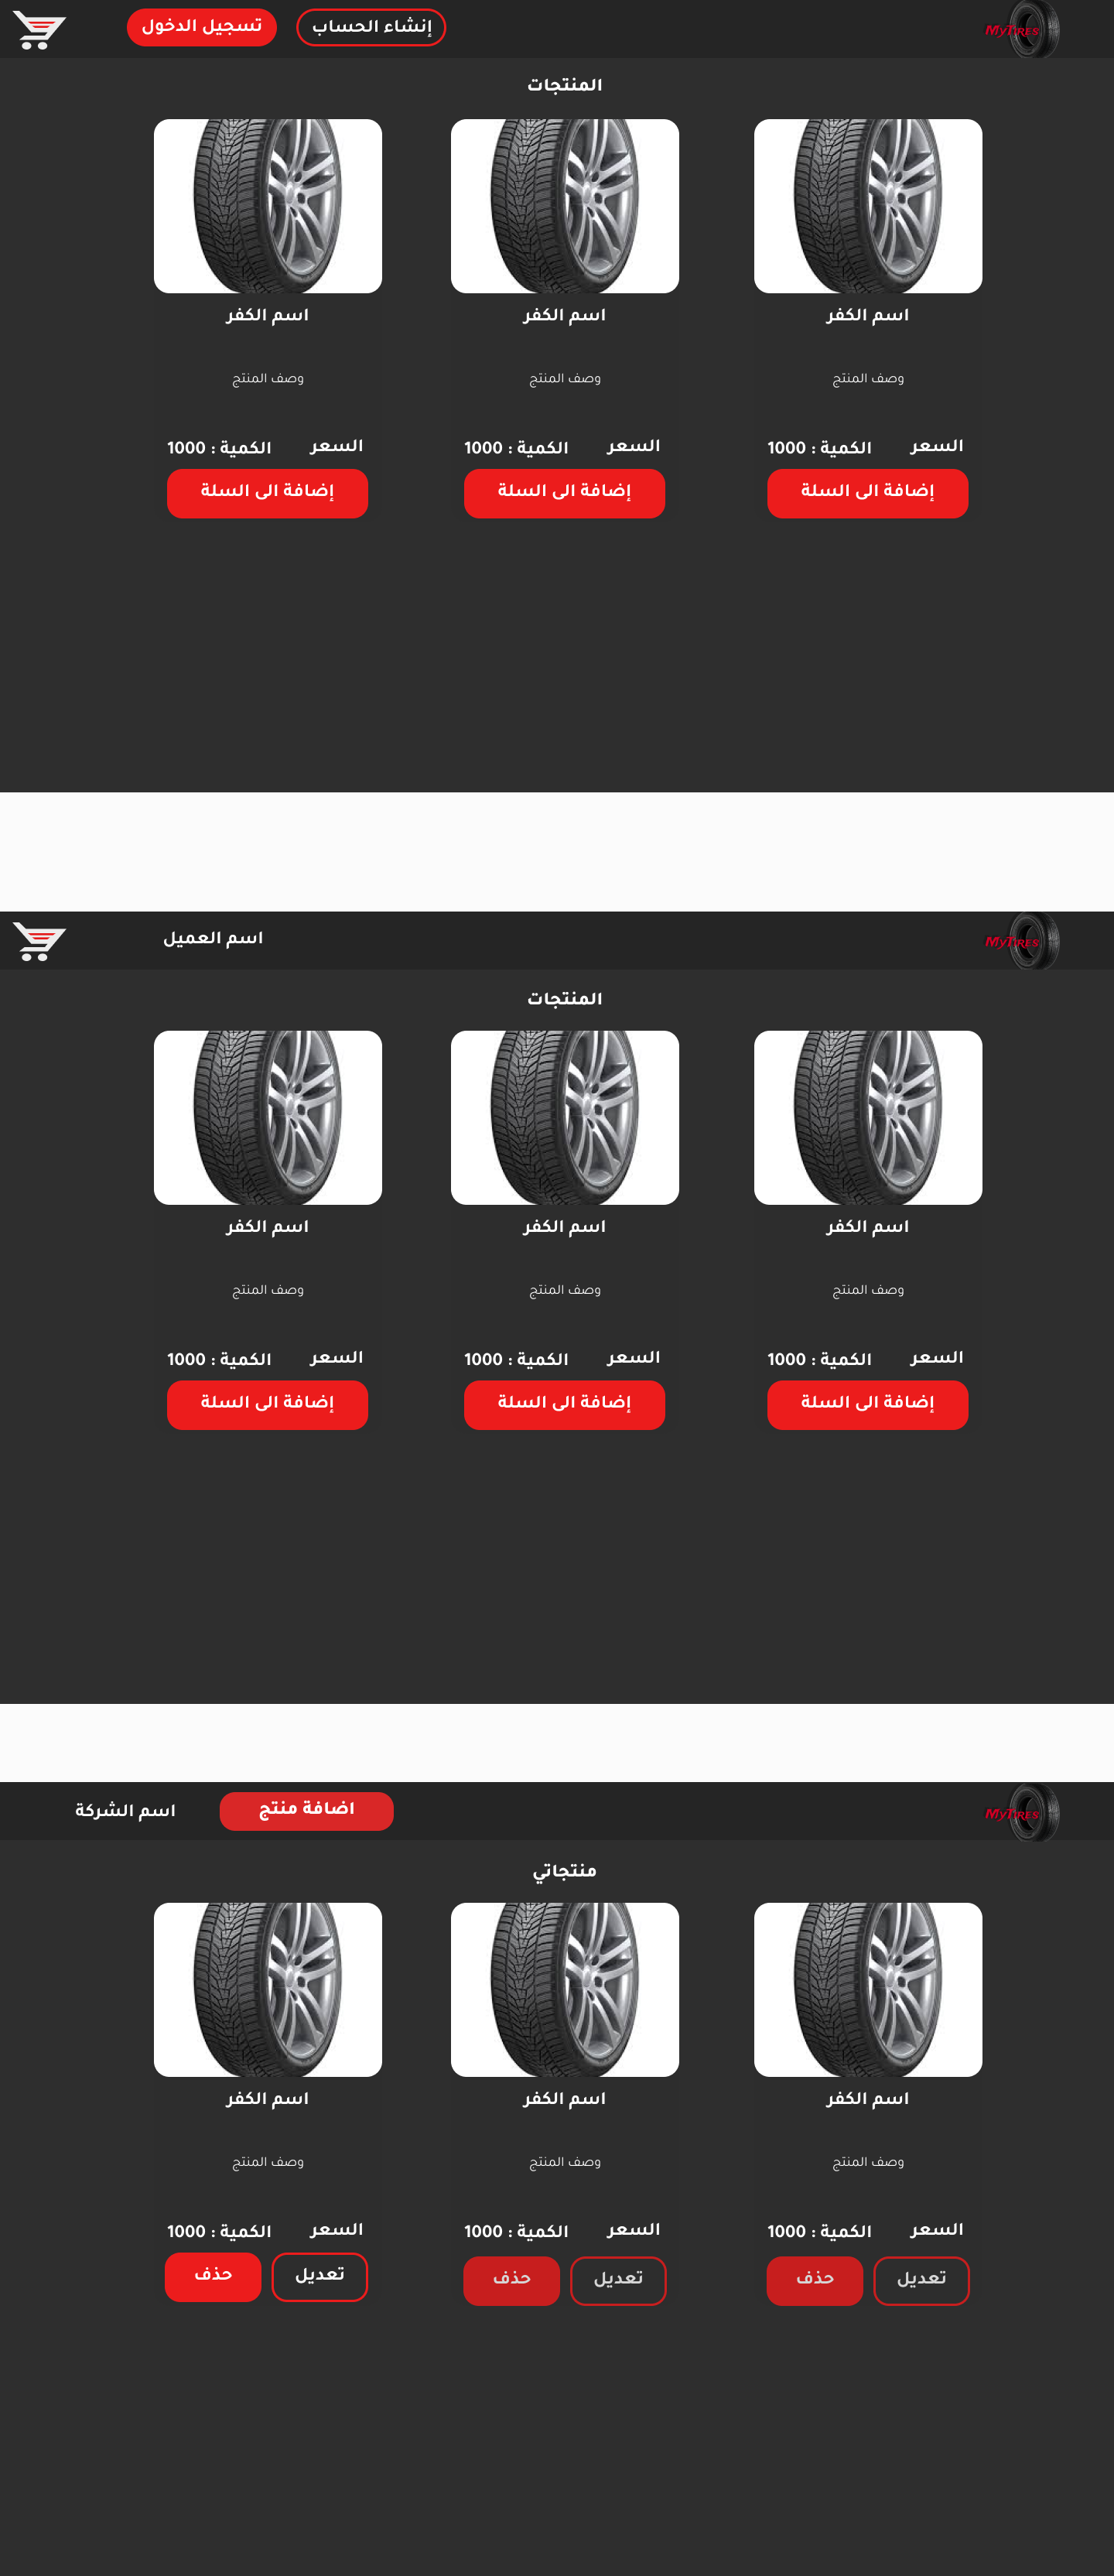 MyTIRES إنشاء الحساب تسجيل الدخول
المنتجات
اسم الكفر اسم الكفر اسم الكفر
وصف المنتج وصف المنتج وصف المنتج
السعر الكمية : 1000 السعر الكمية : 1000 السعر الكمية : 1000
إضافة الى السلة إضافة الى السلة إضافة الى السلة
MyTIRES اسم العميل
المنتجات
اسم الكفر اسم الكفر اسم الكفر
وصف المنتج وصف المنتج وصف المنتج
السعر الكمية : 1000 السعر الكمية : 1000 السعر الكمية : 1000
إضافة الى السلة إضافة الى السلة إضافة الى السلة
MyTIRES اضافة منتج اسم الشركة
منتجاتي
اسم الكفر اسم الكفر اسم الكفر
وصف المنتج وصف المنتج وصف المنتج
السعر الكمية : 1000 السعر الكمية : 1000 السعر الكمية : 1000
تعديل حذف تعديل حذف تعديل حذف